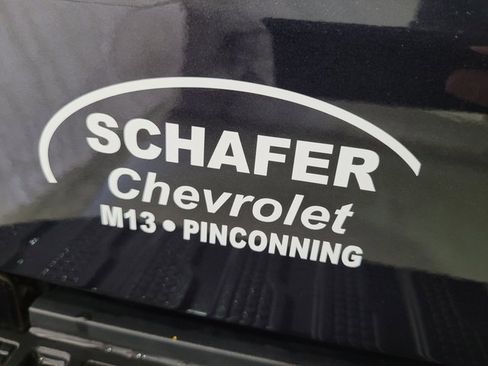 SCHAFER
Chevrolet
M13 • PINCONNING